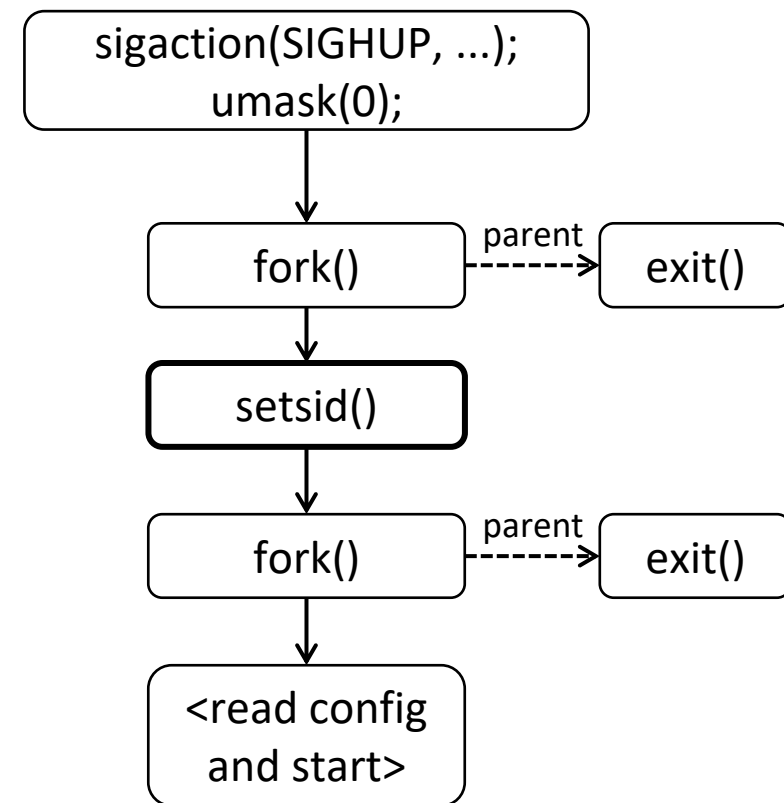 sigaction(SIGHUP, ...);
umask(0);
fork()
parent
exit()
setsid()
fork()
parent
exit()
<read config
and start>